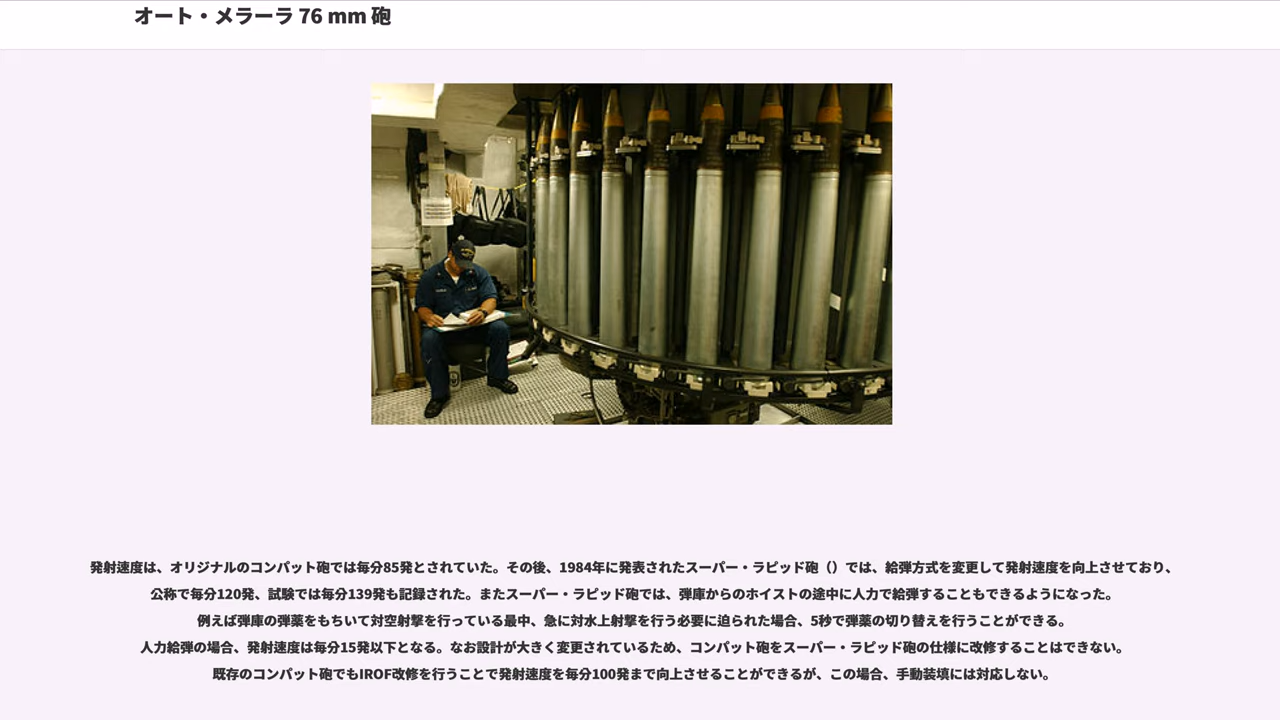 オート・メラーラ 76 mm 砲
発射速度は、オリジナルのコンパット砲では毎分85発とされていた。その後、1984年に発表されたスーパー・ラピッド砲（）では、給弾方式を変更して発射速度を向上させており、
公称で毎分120発、試験では毎分139発も記録された。またスーパー・ラピッド砲では、弾庫からのホイストの途中に人力で給弾することもできるようになった。
例えば弾庫の弾薬をもちいて対空射撃を行っている最中、急に対水上射撃を行う必要に迫られた場合、5秒で弾薬の切り替えを行うことができる。
人力給弾の場合、発射速度は毎分15発以下となる。なお設計が大きく変更されているため、コンパット砲をスーパー・ラピッド砲の仕様に改修することはできない。
既存のコンパット砲でもIROF改修を行うことで発射速度を毎分100発まで向上させることができるが、この場合、手動装填には対応しない。